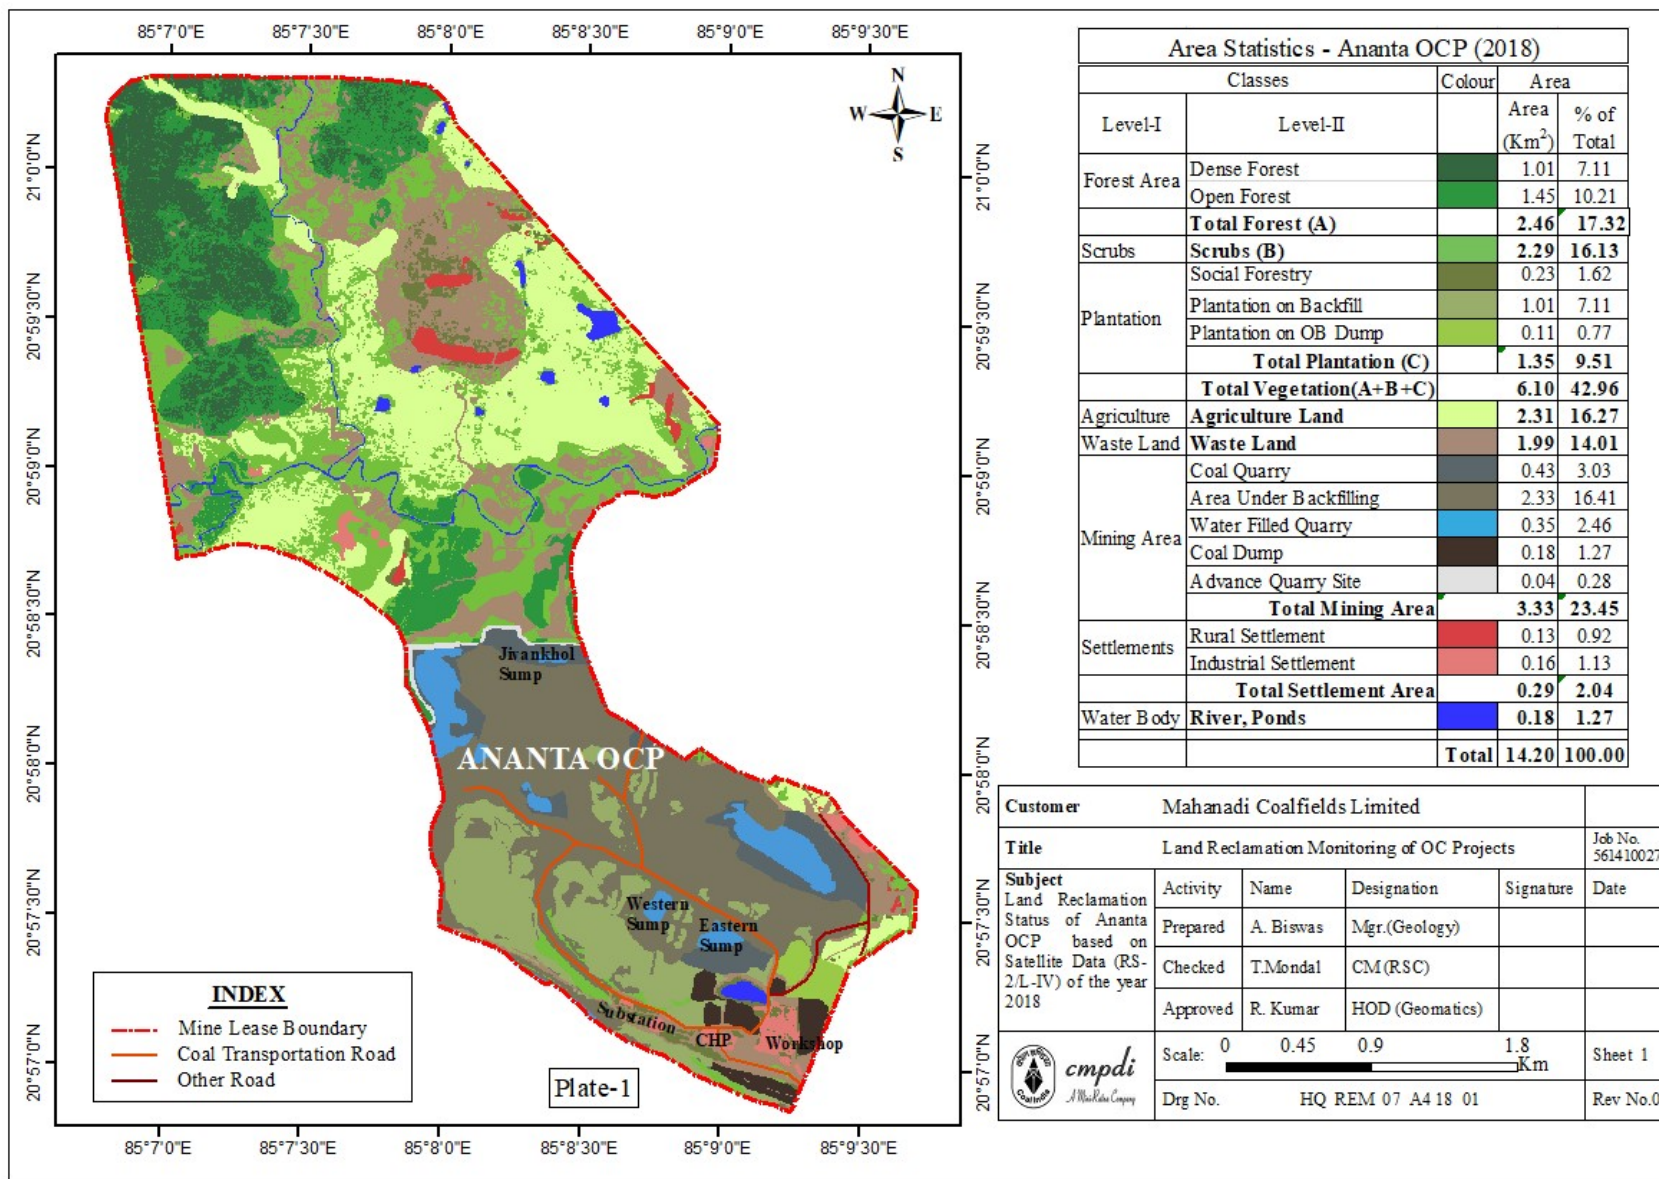 85°7'0"E 85°7'30"E 85°8'0"E 85°8'30"E 85°9'0"E 85°9'30"E
N
W E
S
21°0'0"N
20°59'30"N
20°59'0"N
20°58'30"N
20°58'0"N
20°57'30"N
20°57'0"N
21°0'0"N
20°59'30"N
20°59'0"N
20°58'30"N
20°58'0"N
20°57'30"N
20°57'0"N
Jivankhol
Sump
ANANTA OCP
Western
Sump
Eastern
Sump
Substation
CHP
Workshop
INDEX
Mine Lease Boundary
Coal Transportation Road
Other Road
Plate-1
85°7'0"E 85°7'30"E 85°8'0"E 85°8'30"E 85°9'0"E 85°9'30"E
Area Statistics - Ananta OCP (2018)
Classes Colour Area
Level-I Level-II Area (Km2) % of Total
Forest Area Dense Forest 1.01 7.11
Open Forest 1.45 10.21
Total Forest (A) 2.46 17.32
Scrubs Scrubs (B) 2.29 16.13
Plantation Social Forestry 0.23 1.62
Plantation on Backfill 1.01 7.11
Plantation on OB Dump 0.11 0.77
Total Plantation (C) 1.35 9.51
Total Vegetation(A+B+C) 6.10 42.96
Agriculture Agriculture Land 2.31 16.27
Waste Land Waste Land 1.99 14.01
Mining Area Coal Quarry 0.43 3.03
Area Under Backfilling 2.33 16.41
Water Filled Quarry 0.35 2.46
Coal Dump 0.18 1.27
Advance Quarry Site 0.04 0.28
Total Mining Area 3.33 23.45
Settlements Rural Settlement 0.13 0.92
Industrial Settlement 0.16 1.13
Total Settlement Area 0.29 2.04
Water Body River, Ponds 0.18 1.27
Total 14.20 100.00
Customer Mahanadi Coalfields Limited
Title Land Reclamation Monitoring of OC Projects Job No. 561410027
Subject
Land Reclamation
Status of Ananta
OCP based on
Satellite Data (RS-
2/L-IV) of the year
2018
Activity Name Designation Signature Date
Prepared A. Biswas Mgr.(Geology)
Checked T.Mondal CM(RSC)
Approved R. Kumar HOD (Geomatics)
Coal India
cmpdi
A Mini Ratna Company
Scale: 0 0.45 0.9 1.8 Km
Sheet 1
Drg No. HQ REM 07 A4 18 01
Rev No.0